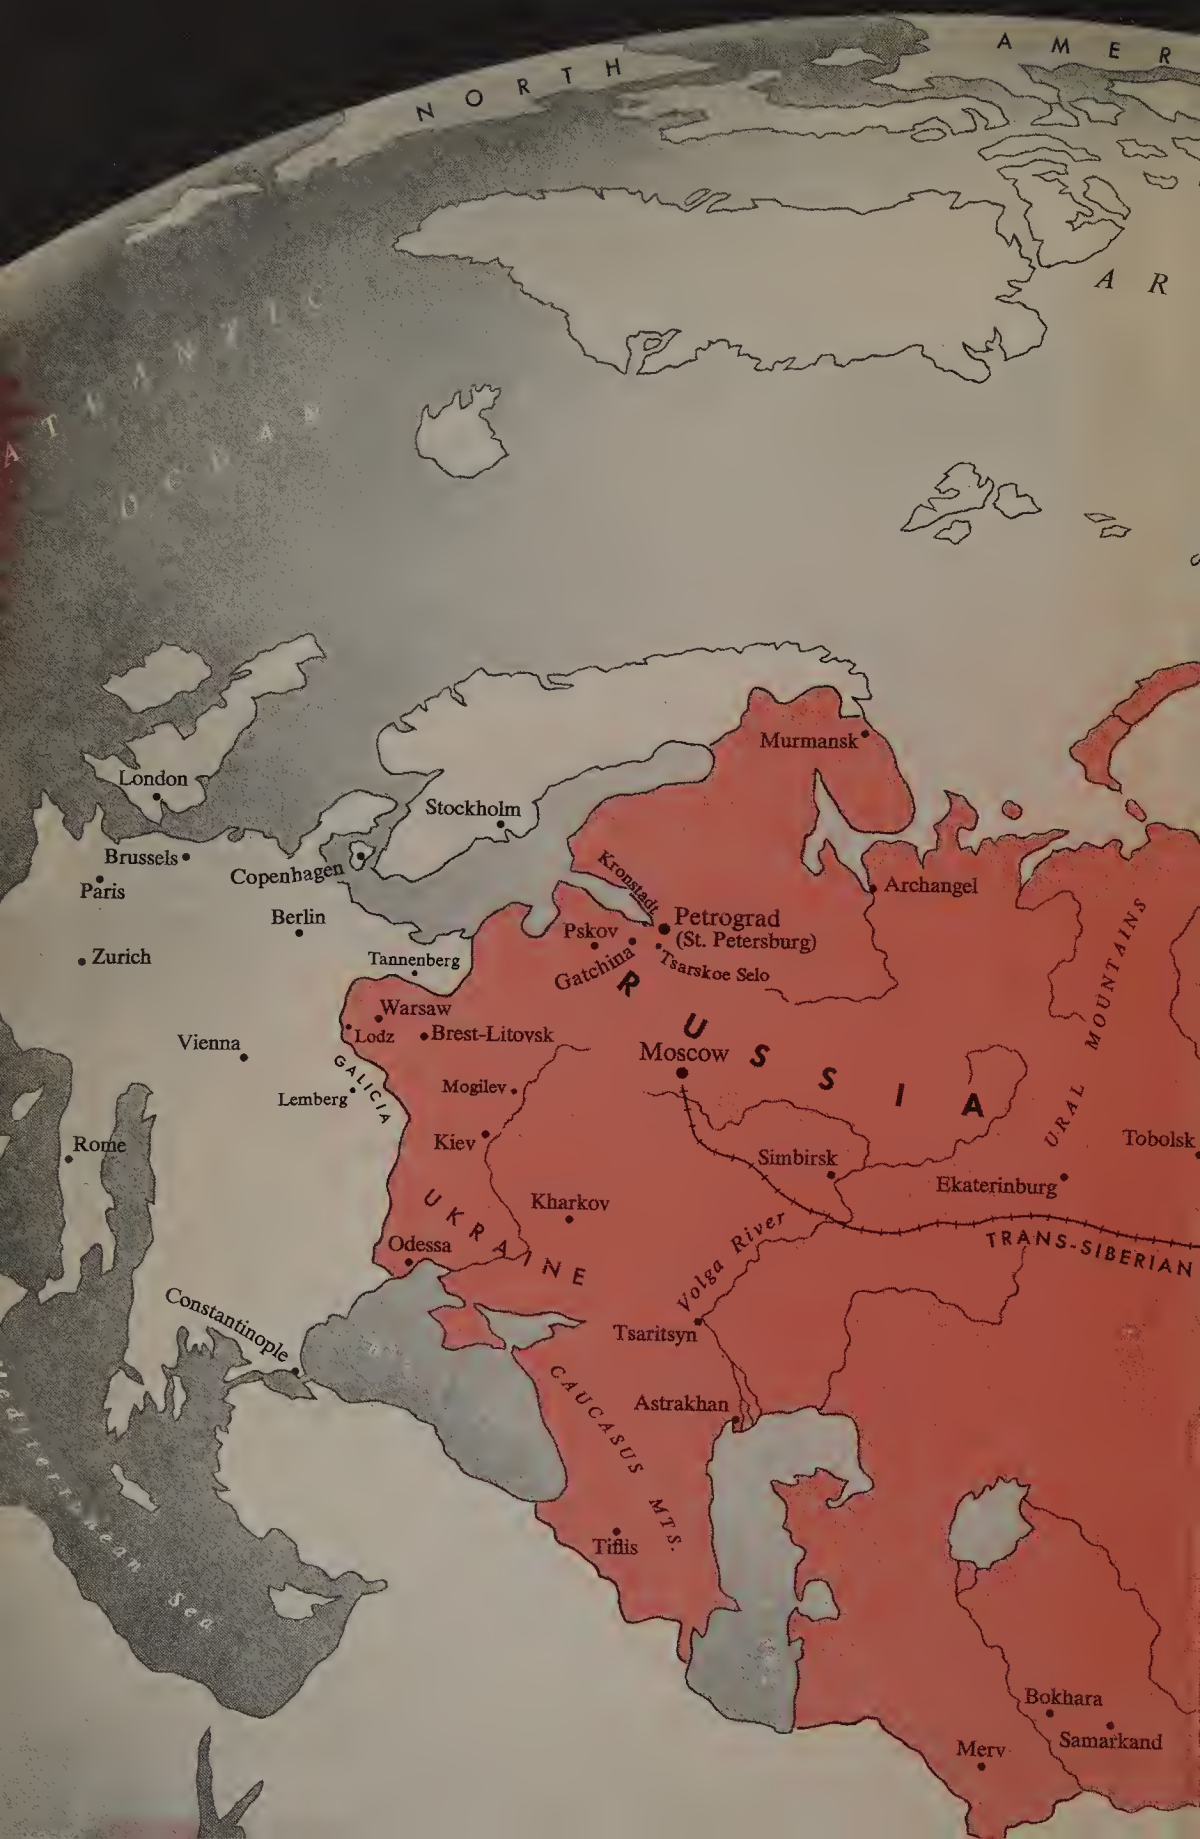 NORTH
AMER
AR
ATLANTIC
OCEAN
Murmansk
London
Stockholm
Brussels
Copenhagen
Paris
Kronstadt
Archangel
Berlin
Petrograd
(St. Petersburg)
Pskov
Gatchina
Tsarskoe Selo
Zurich
Tannenberg
RUSSIA
URAL MOUNTAINS
Warsaw
Lodz
Brest-Litovsk
Vienna
Moscow
GALICIA
Lemberg
Mogilev
Kiev
Rome
Simbirsk
Tobolsk
Ekaterinburg
Kharkov
UKRAINE
Odessa
Volga River
TRANS-SIBERIAN
Constantinople
Tsaritsyn
CAUCASUS MTS.
Astrakhan
Mediterranean Sea
Tiflis
Bokhara
Samarkand
Merv